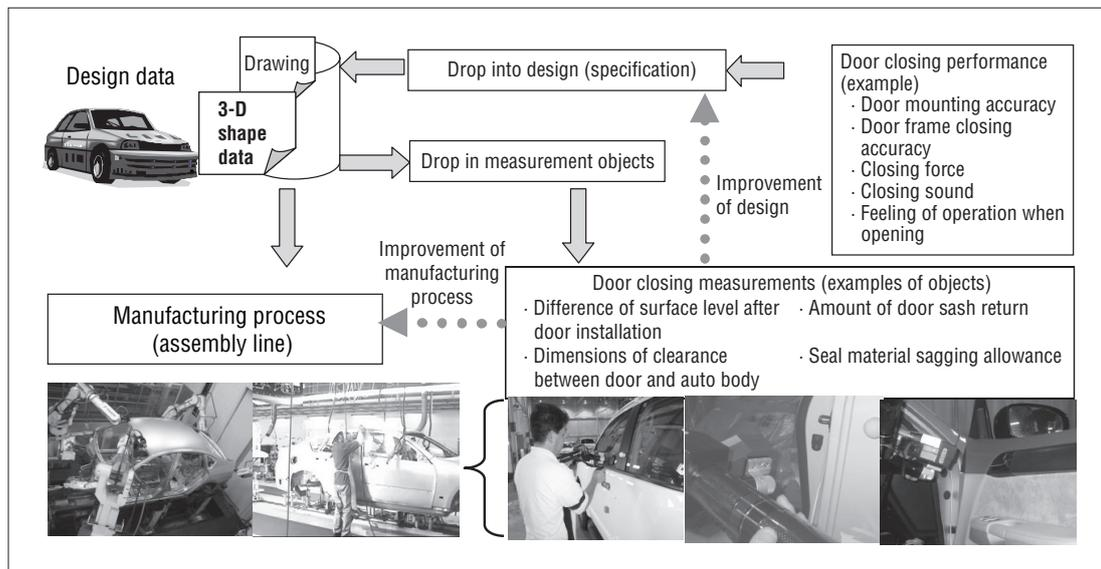 Design data
Drawing
3-D
shape
data
Drop into design (specification)
Drop in measurement objects
Door closing performance
(example)
· Door mounting accuracy
· Door frame closing
accuracy
· Closing force
· Closing sound
· Feeling of operation when
opening
Improvement
of design
Improvement of
manufacturing
process
Manufacturing process
(assembly line)
Door closing measurements (examples of objects)
· Difference of surface level after
door installation
· Amount of door sash return
· Dimensions of clearance
between door and auto body
· Seal material sagging allowance